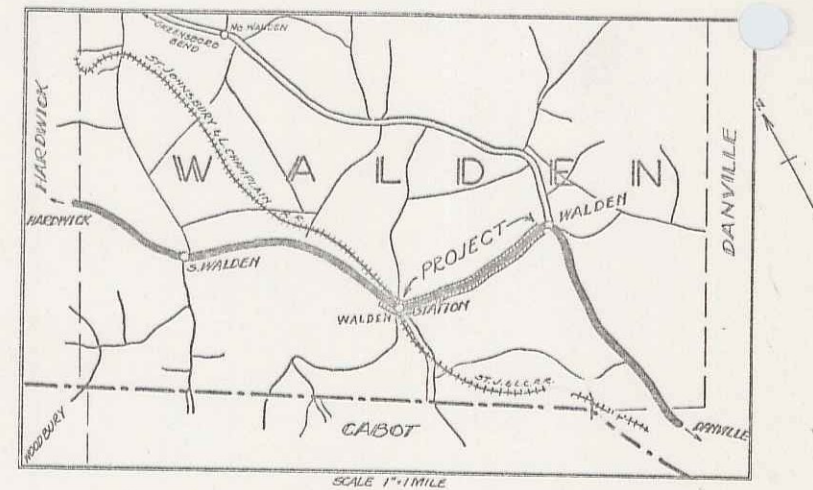 GREENSBORO
BEND
NO WALDEN
ST. JOHNSBURY & L. CHAMPLAIN R.R.
HARDWICK
WALDEN
DANVILLE
N
HARDWICK
S. WALDEN
PROJECT
WALDEN
WALDEN STATION
ST. J. & L.C.R.R.
WOODBURY
CABOT
DANVILLE
SCALE 1"=1 MILE